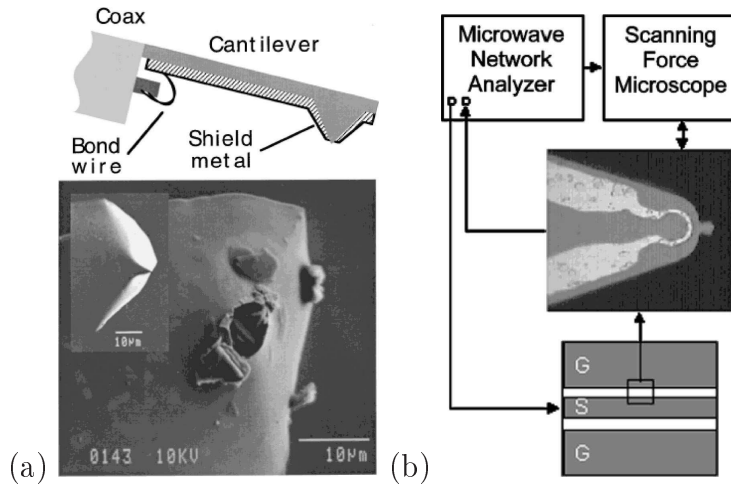 Coax
Cantilever
Bond
wire
Shield
metal
10μm
0143 10KV 10μm
(a)
Microwave
Network
Analyzer
Scanning
Force
Microscope
G
S
G
(b)